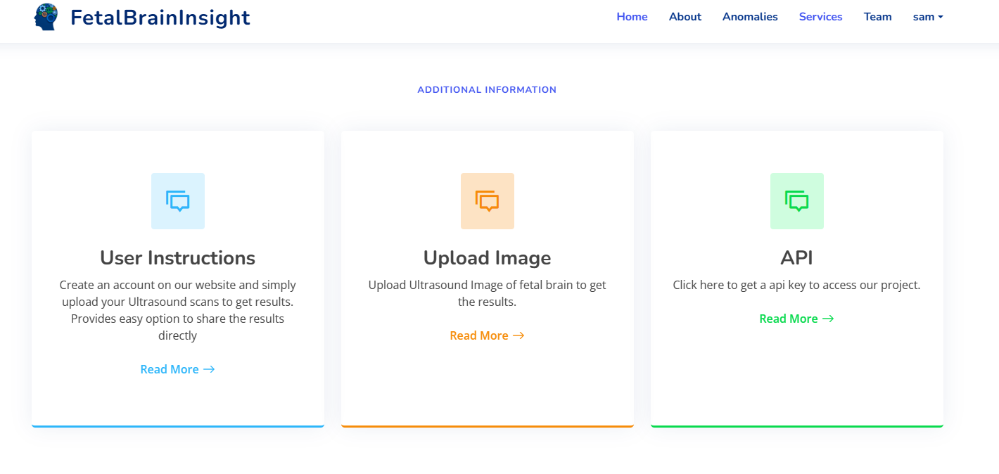 FetalBrainInsight
Home About Anomalies Services Team sam
ADDITIONAL INFORMATION
User Instructions
Create an account on our website and simply
upload your Ultrasound scans to get results.
Provides easy option to share the results
directly
Read More
Upload Image
Upload Ultrasound Image of fetal brain to get
the results.
Read More
API
Click here to get a api key to access our project.
Read More